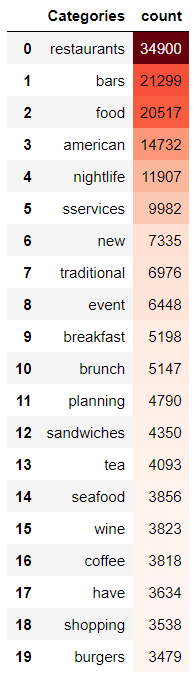 Categories count
0 restaurants 34900
1 bars 21299
2 food 20517
3 american 14732
4 nightlife 11907
5 sservices 9982
6 new 7335
7 traditional 6976
8 event 6448
9 breakfast 5198
10 brunch 5147
11 planning 4790
12 sandwiches 4350
13 tea 4093
14 seafood 3856
15 wine 3823
16 coffee 3818
17 have 3634
18 shopping 3538
19 burgers 3479